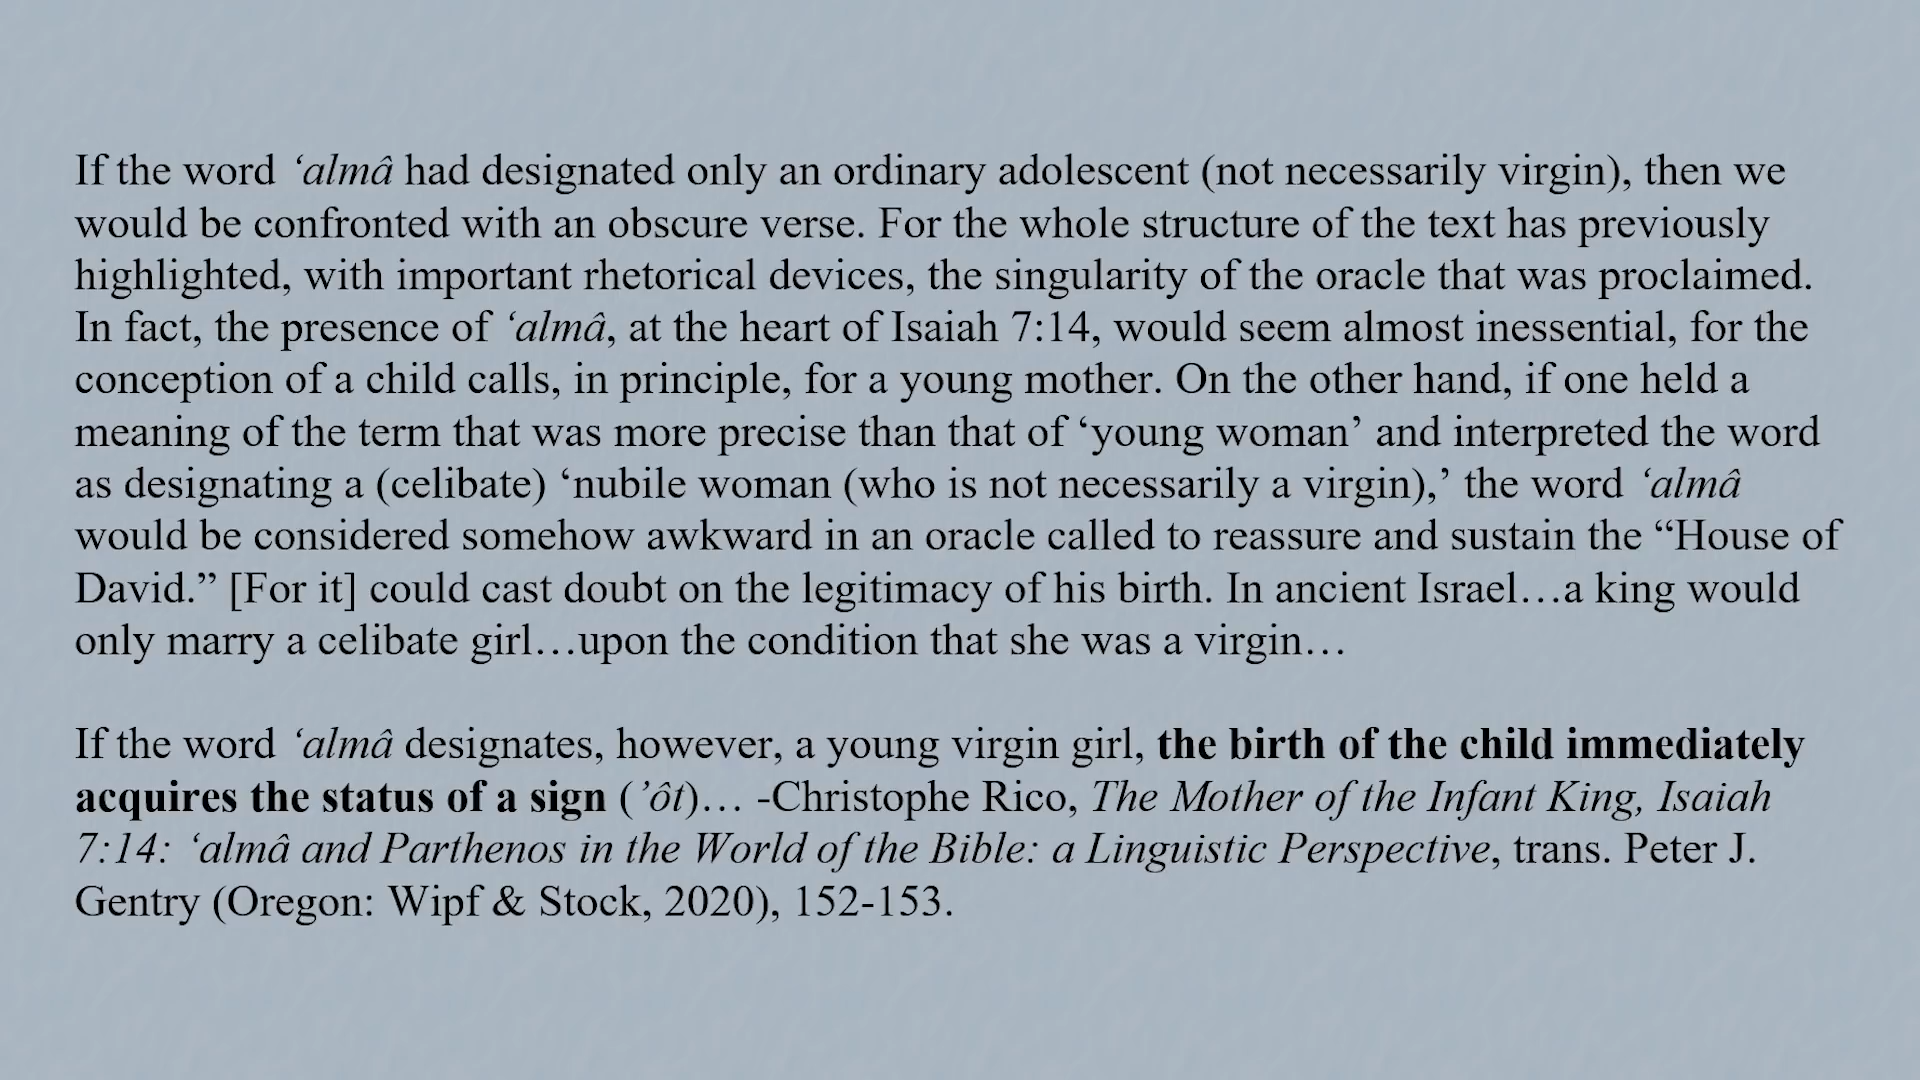 If the word ‘almâ had designated only an ordinary adolescent (not necessarily virgin), then we
would be confronted with an obscure verse. For the whole structure of the text has previously
highlighted, with important rhetorical devices, the singularity of the oracle that was proclaimed.
In fact, the presence of ‘almâ, at the heart of Isaiah 7:14, would seem almost inessential, for the
conception of a child calls, in principle, for a young mother. On the other hand, if one held a
meaning of the term that was more precise than that of ‘young woman’ and interpreted the word
as designating a (celibate) ‘nubile woman (who is not necessarily a virgin),’ the word ‘almâ
would be considered somehow awkward in an oracle called to reassure and sustain the “House of
David.” [For it] could cast doubt on the legitimacy of his birth. In ancient Israel…a king would
only marry a celibate girl…upon the condition that she was a virgin…
If the word ‘almâ designates, however, a young virgin girl, the birth of the child immediately
acquires the status of a sign (’ôt)… -Christophe Rico, The Mother of the Infant King, Isaiah
7:14: ‘almâ and Parthenos in the World of the Bible: a Linguistic Perspective, trans. Peter J.
Gentry (Oregon: Wipf & Stock, 2020), 152-153.